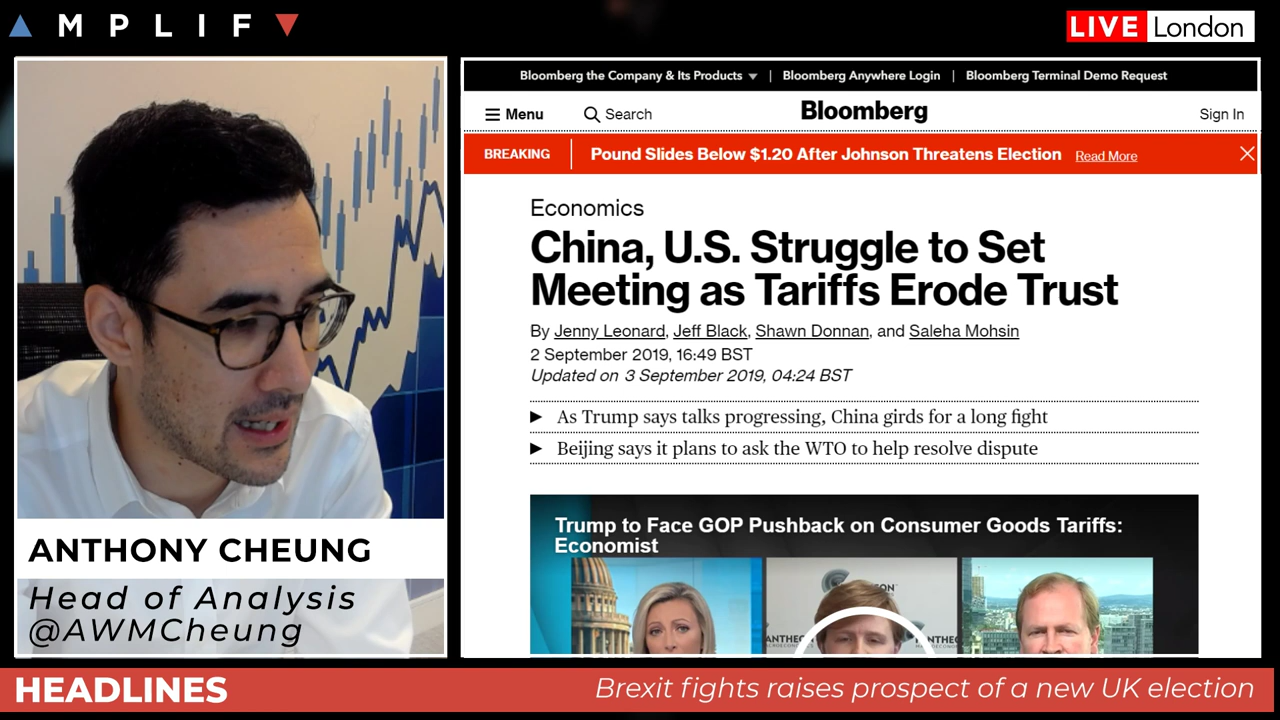 AMPLIFY
LIVE London
Bloomberg the Company & Its Products | Bloomberg Anywhere Login | Bloomberg Terminal Demo Request
Menu Search Bloomberg Sign In
BREAKING Pound Slides Below $1.20 After Johnson Threatens Election Read More
Economics
China, U.S. Struggle to Set
Meeting as Tariffs Erode Trust
By Jenny Leonard, Jeff Black, Shawn Donnan, and Saleha Mohsin
2 September 2019, 16:49 BST
Updated on 3 September 2019, 04:24 BST
As Trump says talks progressing, China girds for a long fight
Beijing says it plans to ask the WTO to help resolve dispute
Trump to Face GOP Pushback on Consumer Goods Tariffs:
Economist
ANTHONY CHEUNG
Head of Analysis
@AWMCheung
HEADLINES Brexit fights raises prospect of a new UK election